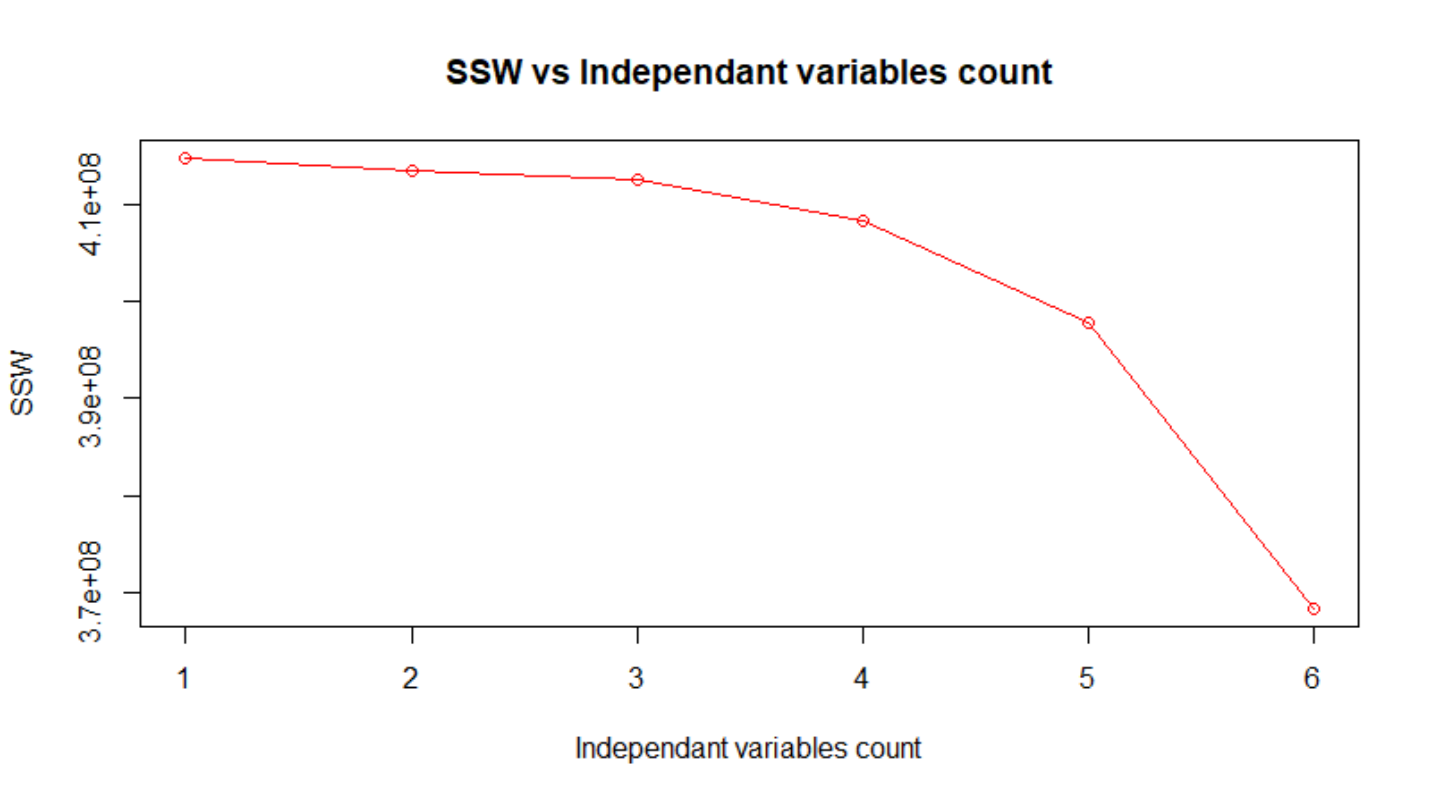 SSW vs Independant variables count
SSW
4.1e+08
3.9e+08
3.7e+08
1 2 3 4 5 6
Independant variables count